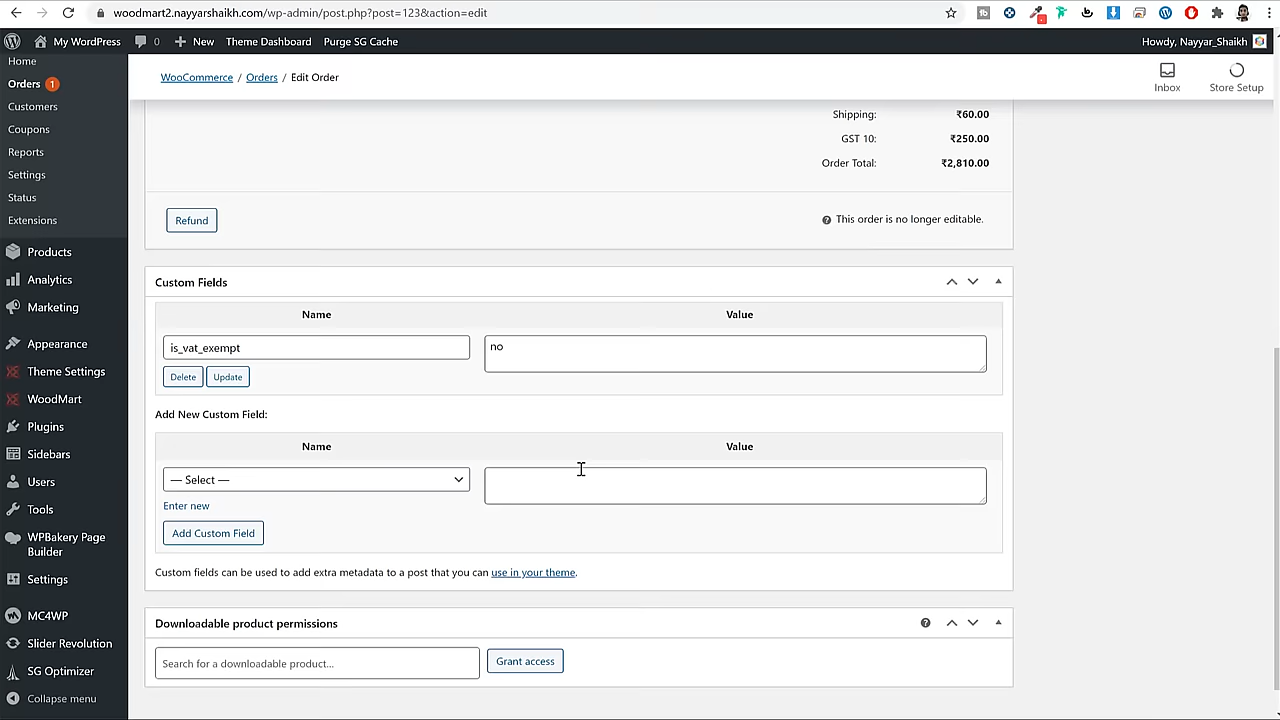 woodmart2.nayyarshaikh.com/wp-admin/post.php?post=123&action=edit
My WordPress
0
New
Theme Dashboard
Purge SG Cache
Howdy, Nayyar_Shaikh
Home
Orders 1
Customers
Coupons
Reports
Settings
Status
Extensions
Products
Analytics
Marketing
Appearance
Theme Settings
WoodMart
Plugins
Sidebars
Users
Tools
WPBakery Page
Builder
Settings
MC4WP
Slider Revolution
SG Optimizer
Collapse menu
WooCommerce / Orders / Edit Order
Inbox
Store Setup
Shipping: ₹60.00
GST 10: ₹250.00
Order Total: ₹2,810.00
Refund
This order is no longer editable.
Custom Fields
Name Value
is_vat_exempt no
Delete Update
Add New Custom Field:
Name Value
— Select —
Enter new
Add Custom Field
Custom fields can be used to add extra metadata to a post that you can use in your theme.
Downloadable product permissions
Search for a downloadable product...
Grant access